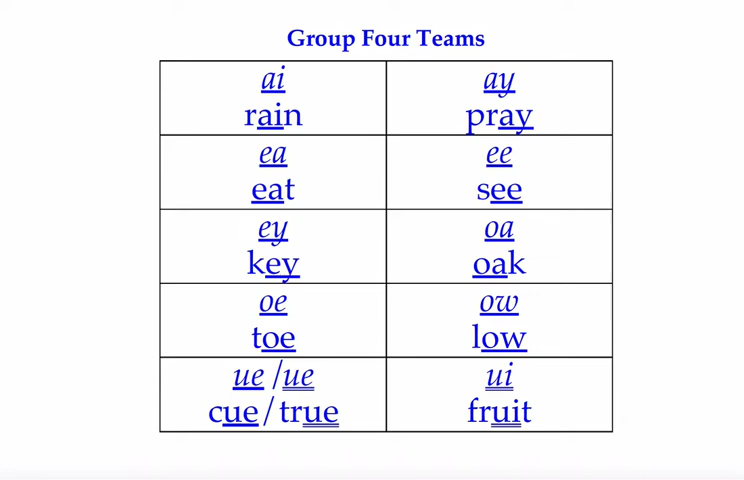 Group Four Teams
ai
rain
ay
pray
ea
eat
ee
see
ey
key
oa
oak
oe
toe
ow
low
ue /ue
cue/true
ui
fruit